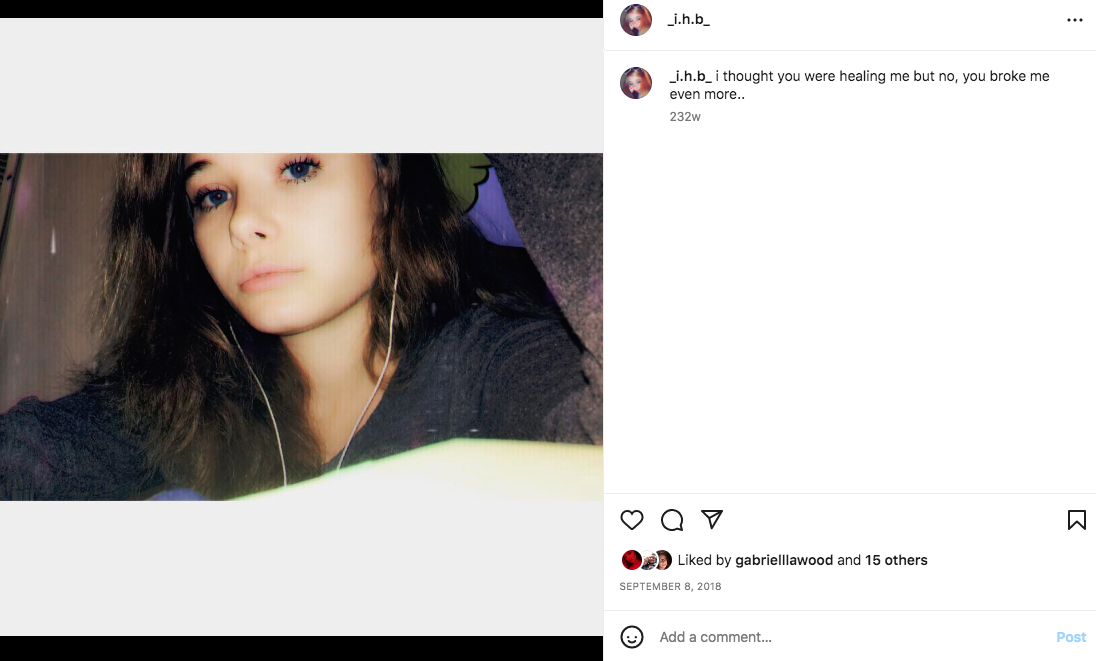 _i.h.b_
_i.h.b_ i thought you were healing me but no, you broke me
even more..
232w
Liked by gabrielllawood and 15 others
SEPTEMBER 8, 2018
Add a comment...
Post